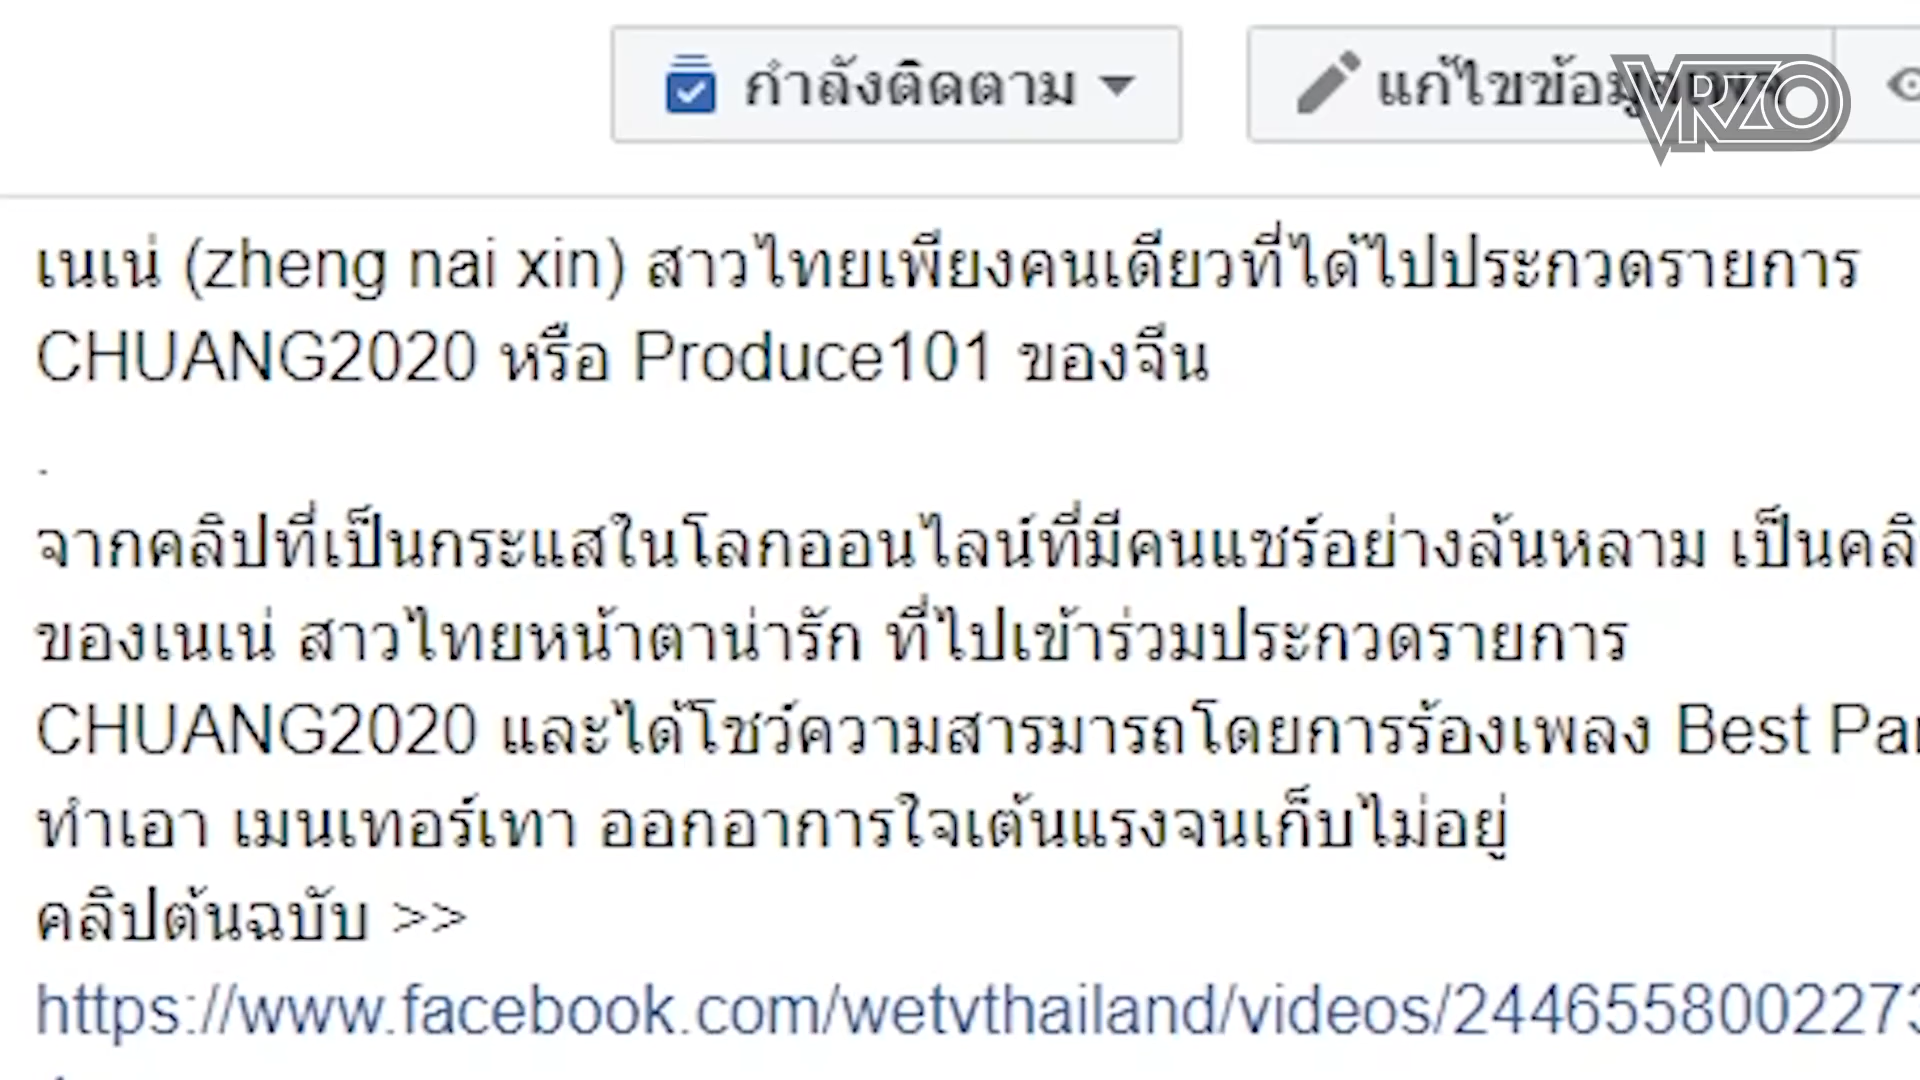 กำลังติดตาม
แก้ไขข้อมูลเพจ
VRZO
เนเน่ (zheng nai xin) สาวไทยเพียงคนเดียวที่ได้ไปประกวดรายการ
CHUANG2020 หรือ Produce101 ของจีน
.
จากคลิปที่เป็นกระแสในโลกออนไลน์ที่มีคนแชร์อย่างล้นหลาม เป็นคลิ
ของเนเน่ สาวไทยหน้าตาน่ารัก ที่ไปเข้าร่วมประกวดรายการ
CHUANG2020 และได้โชว์ความสารมารถโดยการร้องเพลง Best Par
ทำเอา เมนเทอร์เทา ออกอาการใจเต้นแรงจนเก็บไม่อยู่
คลิปต้นฉบับ >>
https://www.facebook.com/wetvthailand/videos/2446558002273